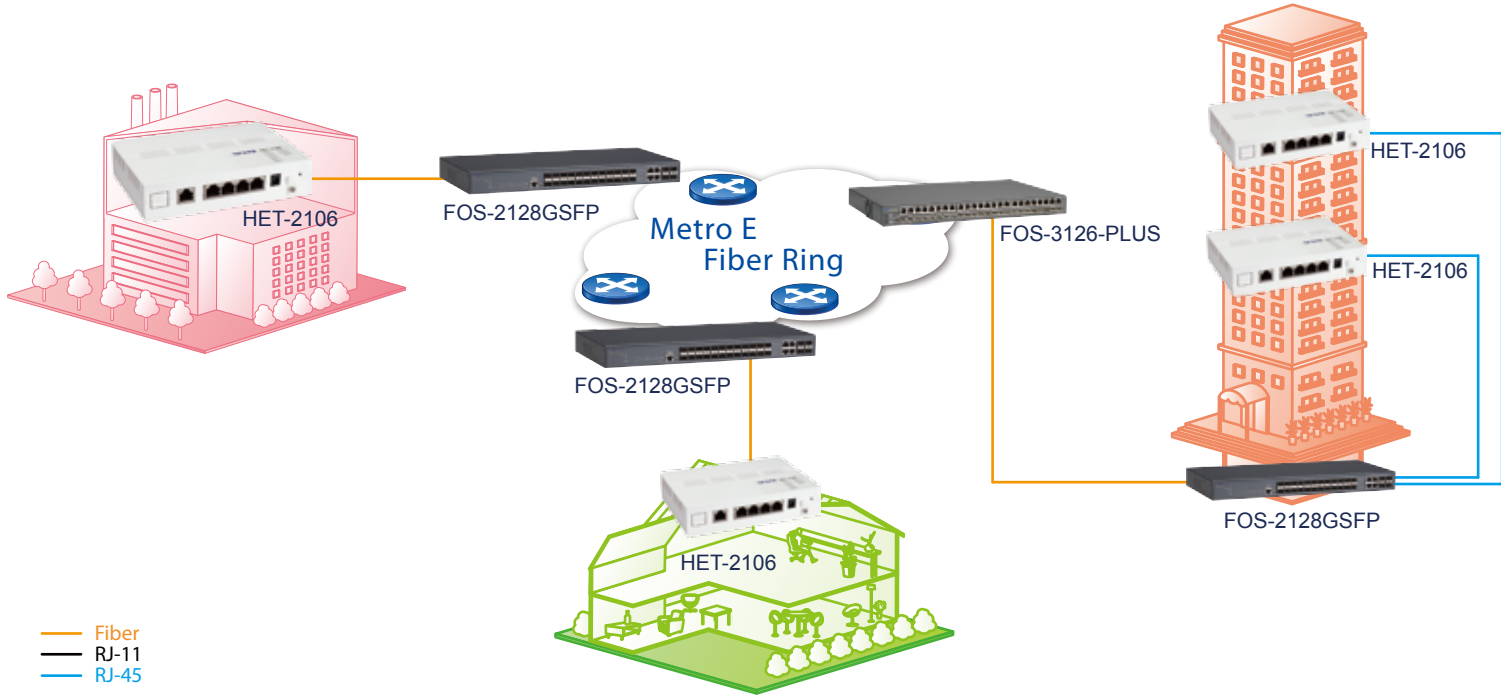 HET-2106
FOS-2128GSFP
Metro E
Fiber Ring
FOS-3126-PLUS
HET-2106
HET-2106
FOS-2128GSFP
HET-2106
FOS-2128GSFP
Fiber
RJ-11
RJ-45